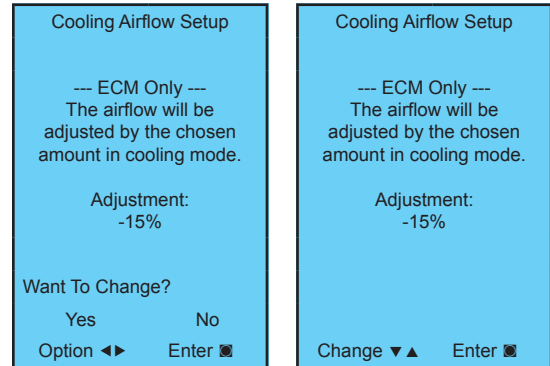 Cooling Airflow Setup
--- ECM Only ---
The airflow will be
adjusted by the chosen
amount in cooling mode.
Adjustment:
-15%
Want To Change?
Yes No
Option ◄► Enter ◙
Cooling Airflow Setup
--- ECM Only ---
The airflow will be
adjusted by the chosen
amount in cooling mode.
Adjustment:
-15%
Change ▼▲ Enter ◙